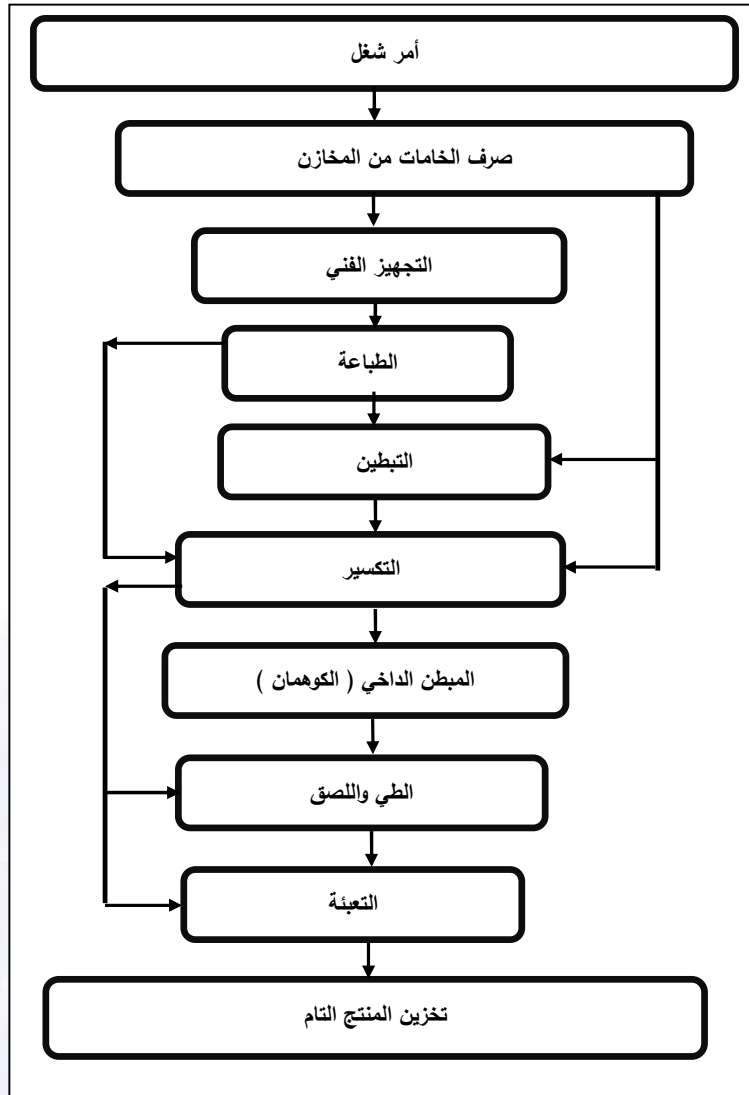 أمر شغل
صرف الخامات من المخازن
التجهيز الفني
الطباعة
التبطين
التكسير
المبطن الداخي ( الكوهمان )
الطي واللصق
التعبئة
تخزين المنتج التام